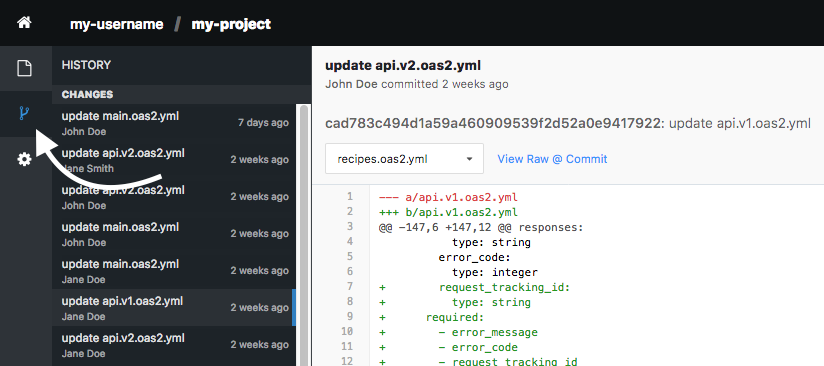 my-username / my-project
HISTORY
CHANGES
update main.oas2.yml
John Doe
7 days ago
update api.v2.oas2.yml
Jane Smith
2 weeks ago
update api.v2.oas2.yml
John Doe
2 weeks ago
update main.oas2.yml
John Doe
2 weeks ago
update main.oas2.yml
Jane Doe
2 weeks ago
update api.v1.oas2.yml
Jane Doe
2 weeks ago
update api.v2.oas2.yml
Jane Doe
2 weeks ago
update api.v2.oas2.yml
John Doe committed 2 weeks ago
cad783c494d1a59a460909539f2d52a0e9417922: update api.v1.oas2.yml
recipes.oas2.yml
View Raw @ Commit
1 --- a/api.v1.oas2.yml
2 +++ b/api.v1.oas2.yml
3 @@ -147,6 +147,12 @@ responses:
4 type: string
5 error_code:
6 type: integer
7 + request_tracking_id:
8 + type: string
9 + required:
10 + - error_message
11 + - error_code
12 + - request_tracking_id